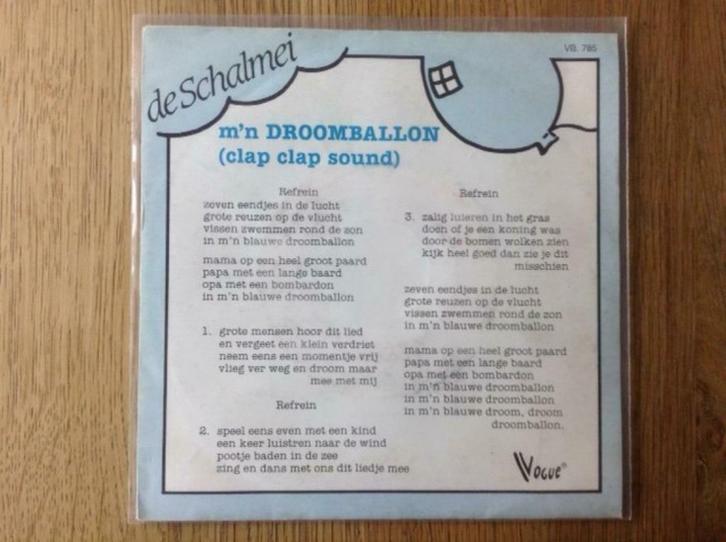 de Schalmei
VB. 785
m'n DROOMBALLON
(clap clap sound)
Refrein
zeven eendjes in de lucht
grote reuzen op de vlucht
vissen zwemmen rond de zon
in m'n blauwe droomballon
mama op een heel groot paard
papa met een lange baard
opa met een bombardon
in m'n blauwe droomballon
1. grote mensen hoor dit lied
en vergeet een klein verdriet
neem eens een momentje vrij
vlieg ver weg en droom maar
mee met mij
Refrein
2. speel eens even met een kind
een keer luistren naar de wind
pootje baden in de zee
zing en dans met ons dit liedje mee
Refrein
3. zalig luieren in het gras
doen of je een koning was
door de bomen wolken zien
kijk heel goed dan zie je dit
misschien
zeven eendjes in de lucht
grote reuzen op de vlucht
vissen zwemmen rond de zon
in m'n blauwe droomballon
mama op een heel groot paard
papa met een lange baard
opa met een bombardon
in m'n blauwe droomballon
in m'n blauwe droomballon
in m'n blauwe droom, droom
droomballon.
Vogue®